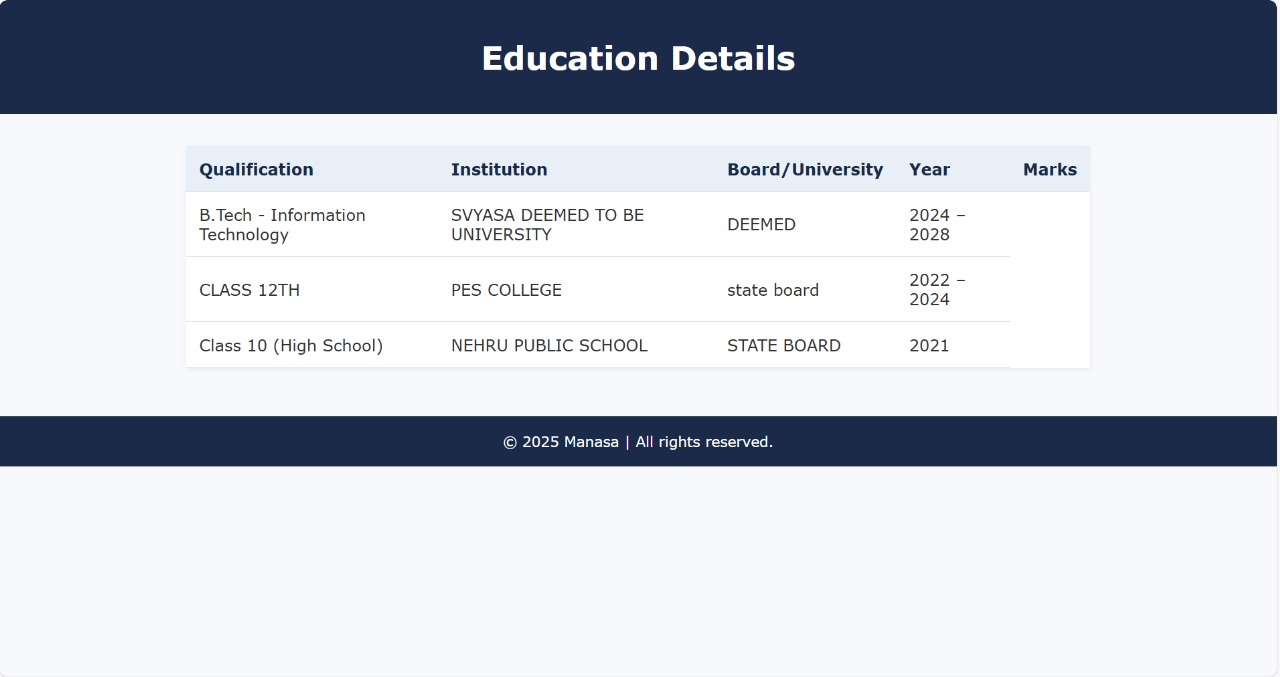 Education Details
Qualification Institution Board/University Year Marks
B.Tech - Information Technology SVYASA DEEMED TO BE UNIVERSITY DEEMED 2024 – 2028
CLASS 12TH PES COLLEGE state board 2022 – 2024
Class 10 (High School) NEHRU PUBLIC SCHOOL STATE BOARD 2021
© 2025 Manasa | All rights reserved.